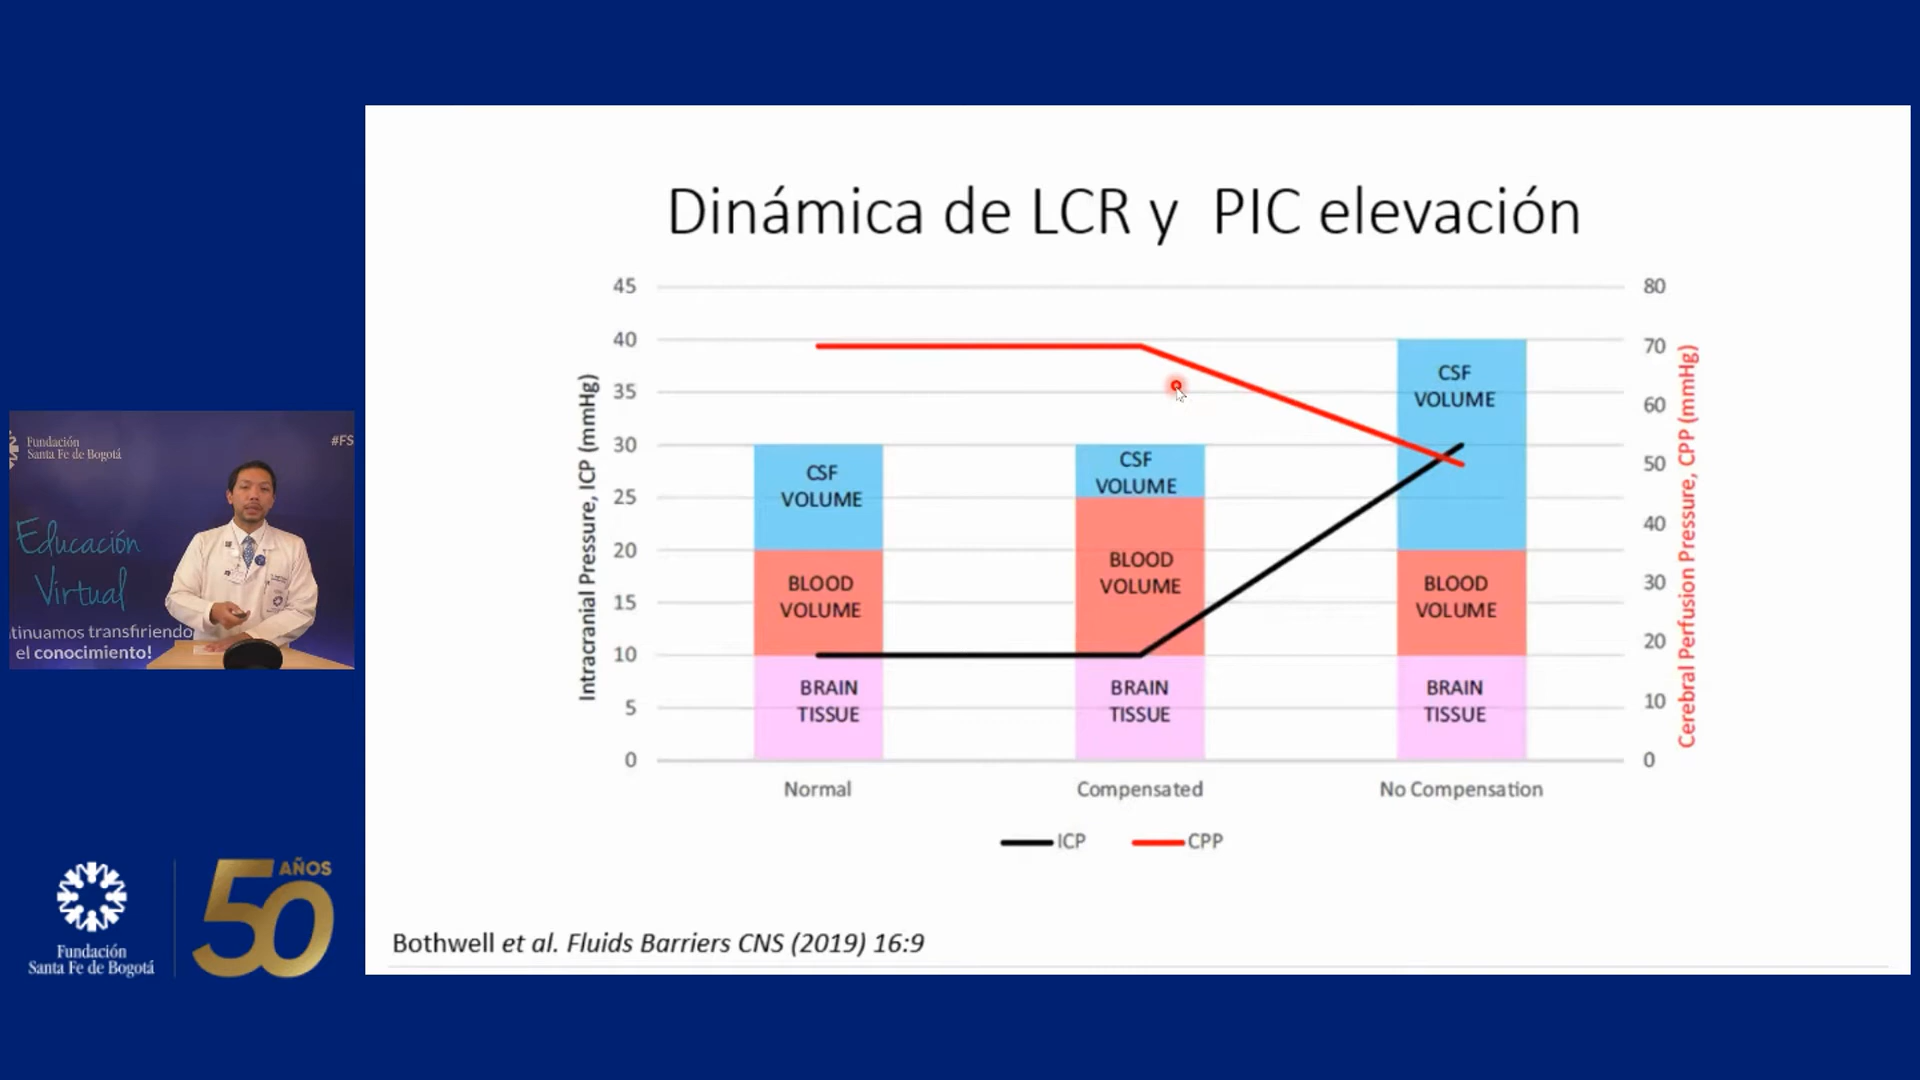 Dinámica de LCR y PIC elevación
45
40
35
30
25
20
15
10
5
0
Intracranial Pressure, ICP (mmHg)
80
70
60
50
40
30
20
10
0
Cerebral Perfusion Pressure, CPP (mmHg)
CSF
VOLUME
BLOOD
VOLUME
BRAIN
TISSUE
CSF
VOLUME
BLOOD
VOLUME
BRAIN
TISSUE
CSF
VOLUME
BLOOD
VOLUME
BRAIN
TISSUE
Normal
Compensated
No Compensation
ICP
CPP
Bothwell et al. Fluids Barriers CNS (2019) 16:9
Fundación
Santa Fe de Bogotá
#FS
Educación
Virtual
tinuamos transfiriendo
el conocimiento!
Fundación
Santa Fe de Bogotá
50 AÑOS